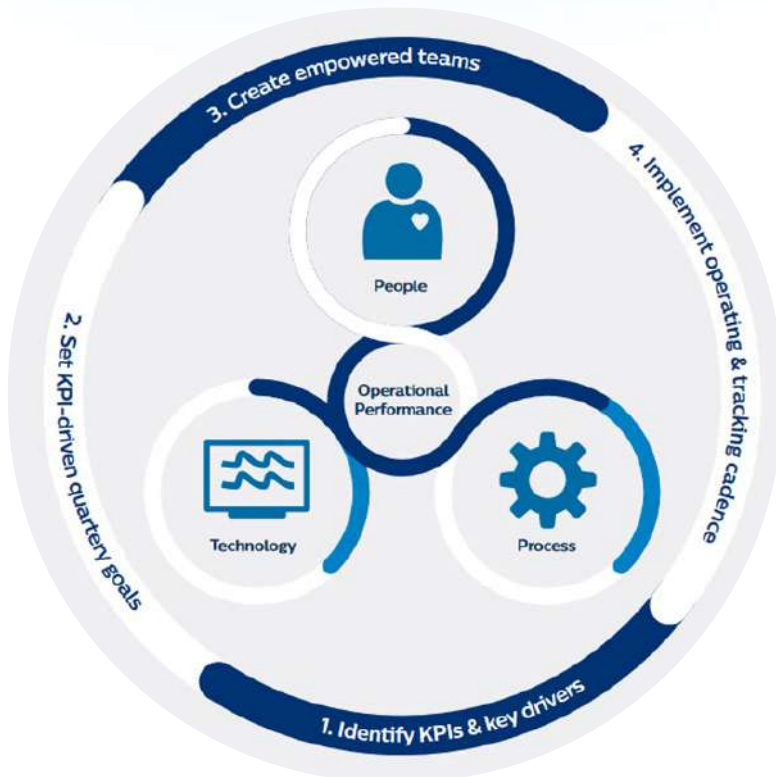 3. Create empowered teams
4. Implement operating & tracking cadence
People
2. Set KPI-driven quartery goals
Operational
Performance
Technology
Process
1. Identify KPIs & key drivers